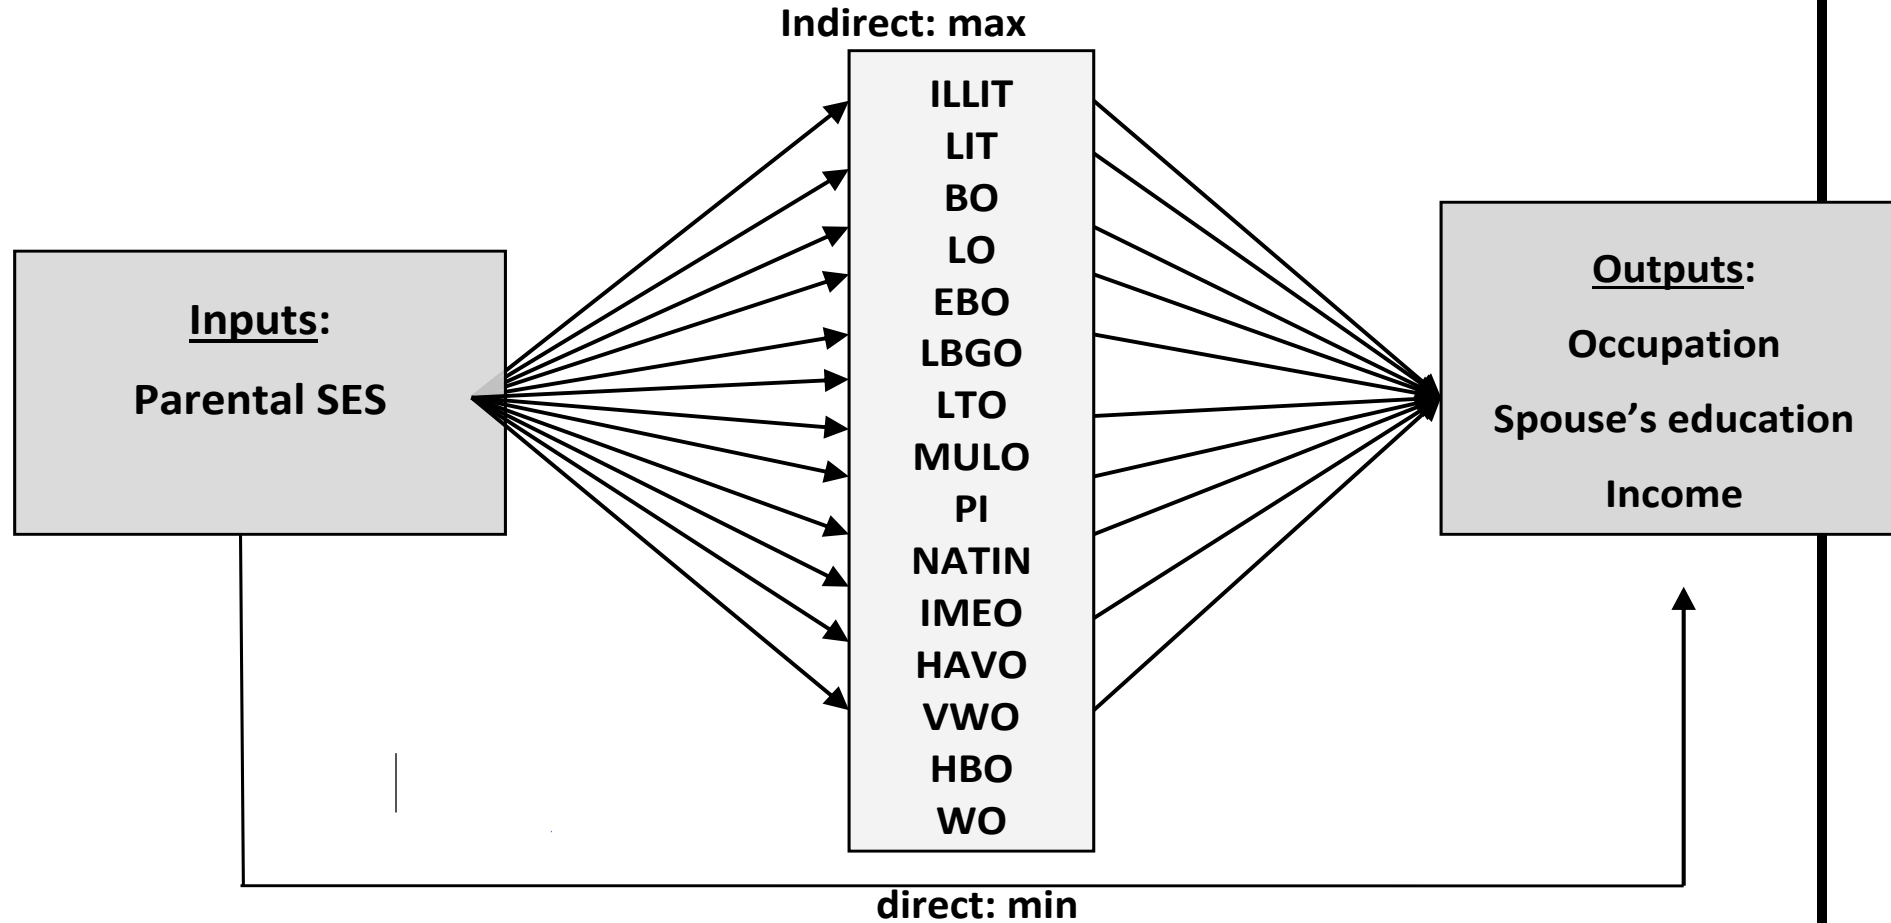 Indirect: max
Inputs:
Parental SES
ILLIT
LIT
BO
LO
EBO
LBGO
LTO
MULO
PI
NATIN
IMEO
HAVO
VWO
HBO
WO
Outputs:
Occupation
Spouse’s education
Income
direct: min